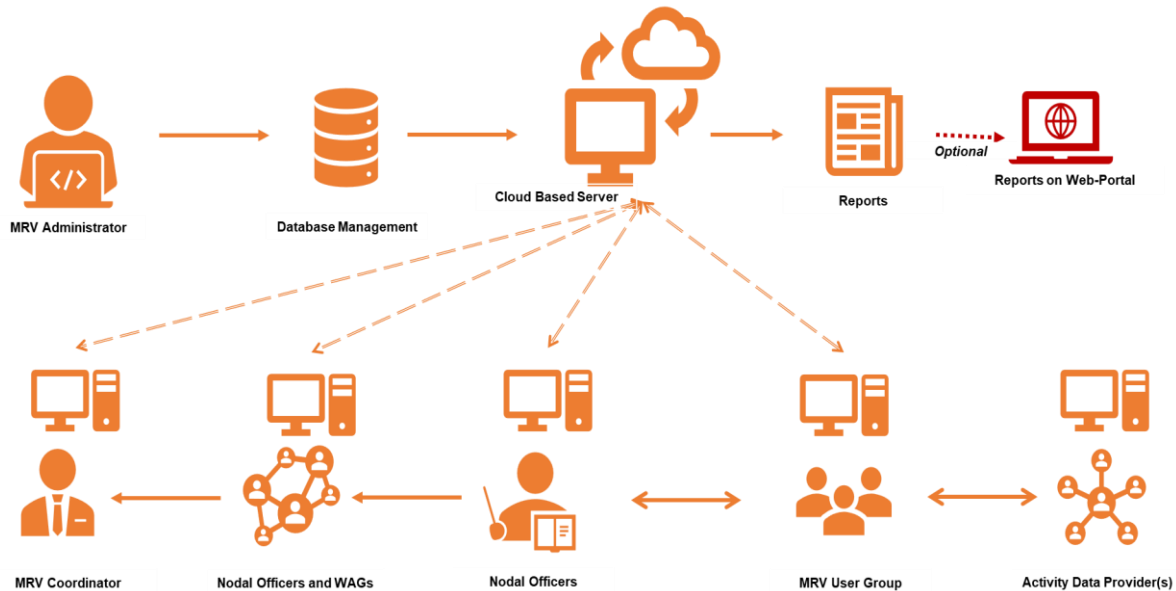 Optional
Cloud Based Server
Reports
Reports on Web-Portal
MRV Administrator
Database Management
MRV Coordinator
Nodal Officers and WAGs
Nodal Officers
MRV User Group
Activity Data Provider(s)